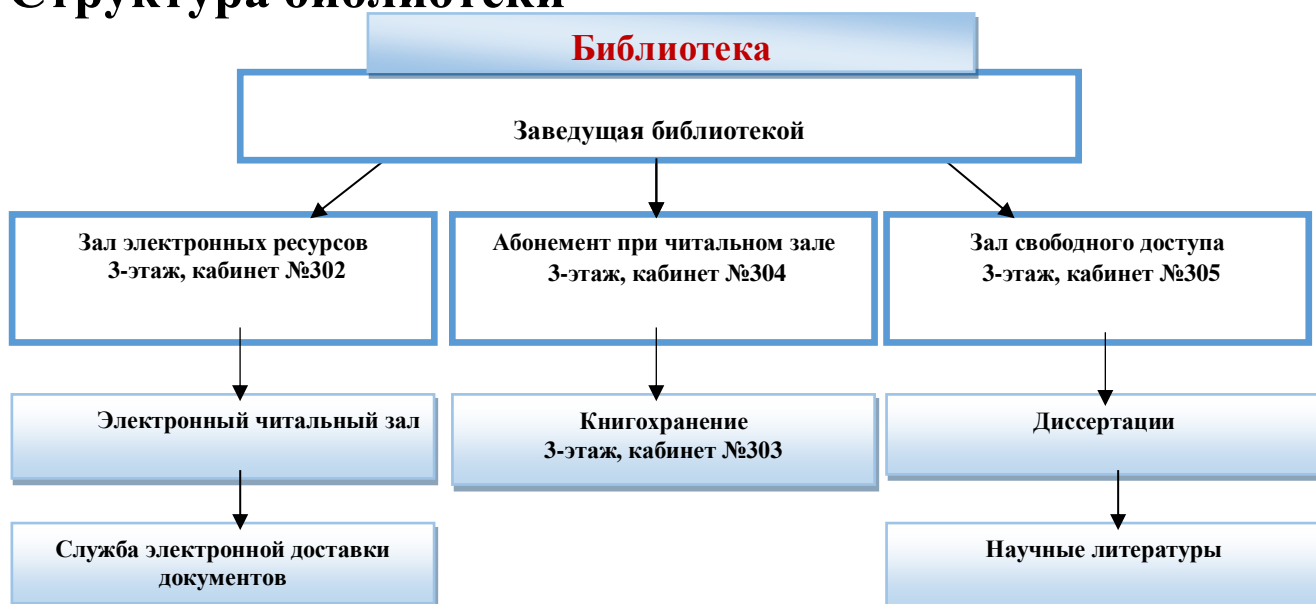 Структура библиотеки
Библиотека
Заведущая библиотекой
Зал электронных ресурсов
3-этаж, кабинет №302
Абонемент при читальном зале
3-этаж, кабинет №304
Зал свободного доступа
3-этаж, кабинет №305
Электронный читальный зал
Книгохранение
3-этаж, кабинет №303
Диссертации
Служба электронной доставки
документов
Научные литературы